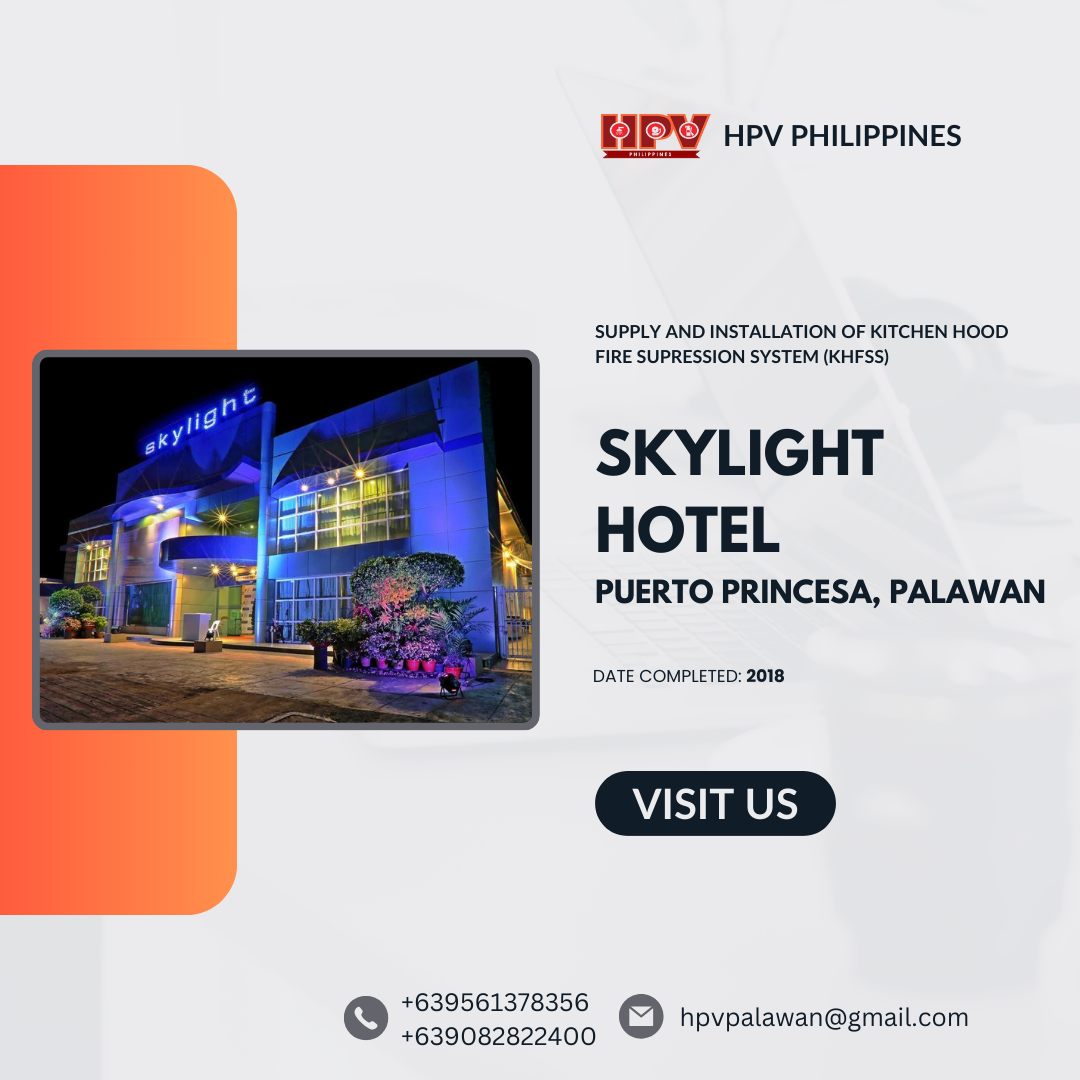 HPV
PHILIPPINES
HPV PHILIPPINES
SUPPLY AND INSTALLATION OF KITCHEN HOOD
FIRE SUPRESSION SYSTEM (KHFSS)
skylight
SKYLIGHT
HOTEL
PUERTO PRINCESA, PALAWAN
DATE COMPLETED: 2018
VISIT US
+639561378356
+639082822400
hpvpalawan@gmail.com